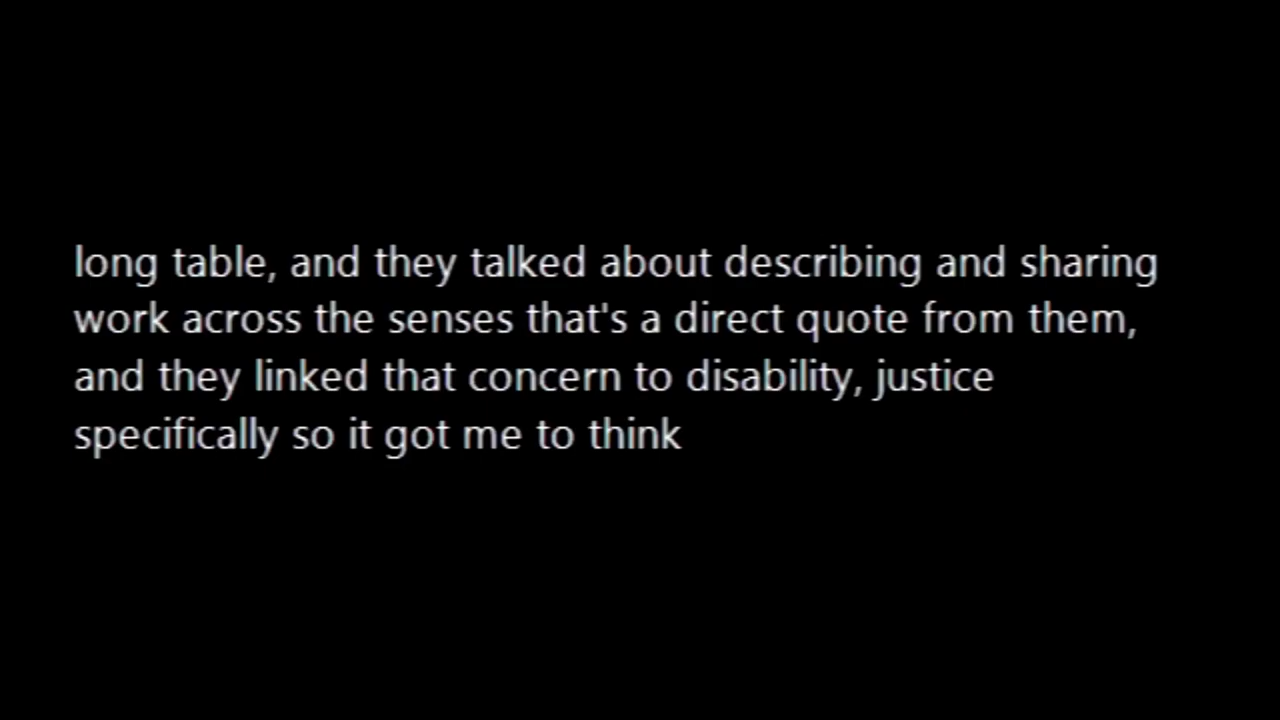 long table, and they talked about describing and sharing
work across the senses that's a direct quote from them,
and they linked that concern to disability, justice
specifically so it got me to think